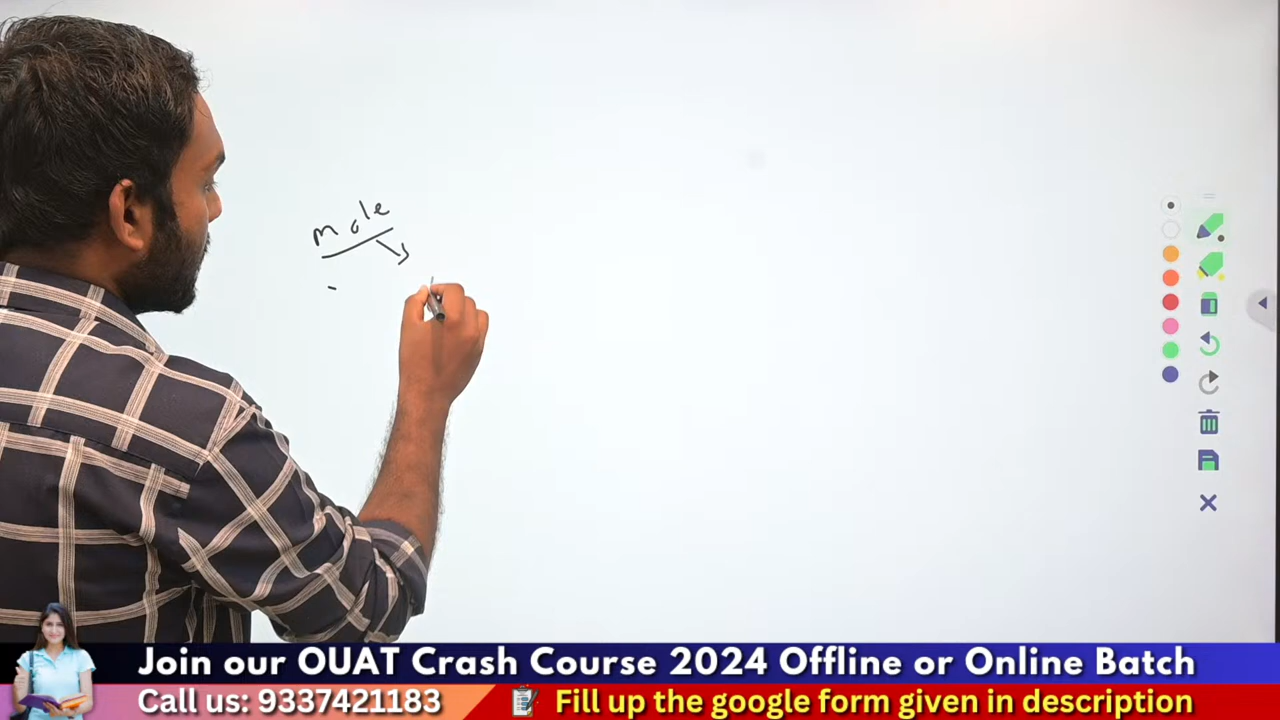 mole
Join our OUAT Crash Course 2024 Offline or Online Batch
Call us: 9337421183
Fill up the google form given in description